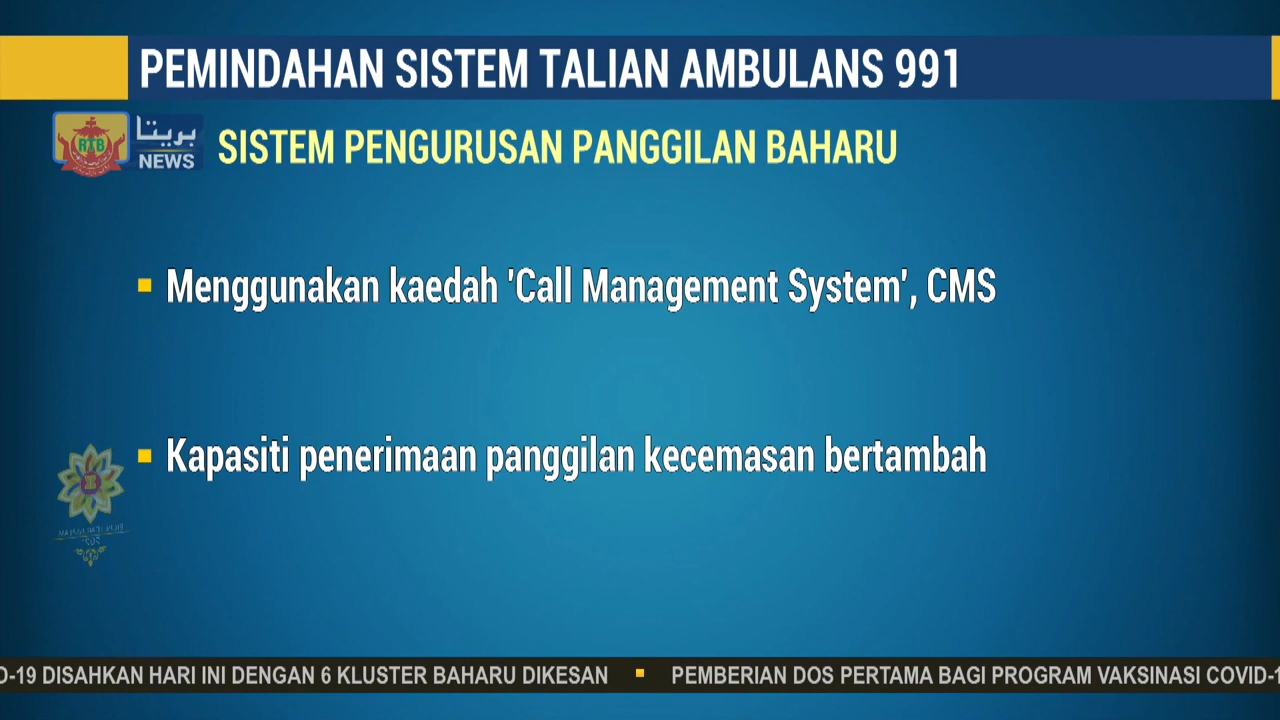 PEMINDAHAN SISTEM TALIAN AMBULANS 991
RTB
بريتا
NEWS
SISTEM PENGURUSAN PANGGILAN BAHARU
Menggunakan kaedah 'Call Management System', CMS
Kapasiti penerimaan panggilan kecemasan bertambah
D-19 DISAHKAN HARI INI DENGAN 6 KLUSTER BAHARU DIKESAN ▪ PEMBERIAN DOS PERTAMA BAGI PROGRAM VAKSINASI COVID-1